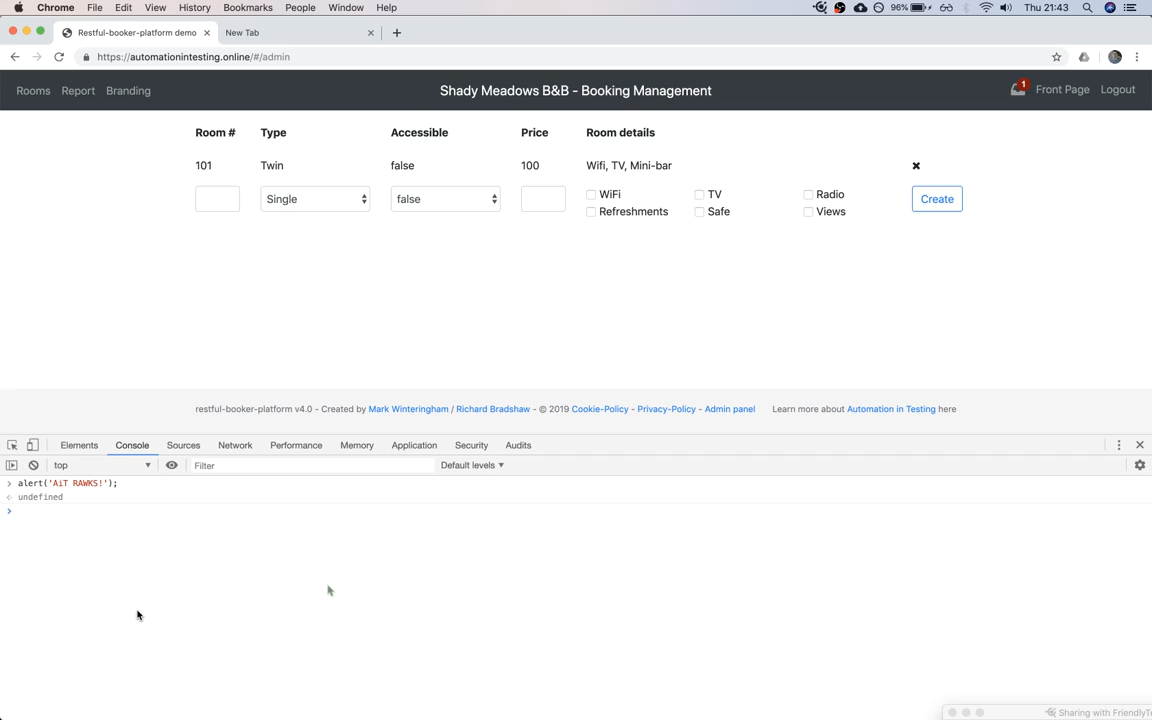 Chrome File Edit View History Bookmarks People Window Help 96% Thu 21:43
Restful-booker-platform demo New Tab
https://automationintesting.online/#/admin
Rooms Report Branding Shady Meadows B&B - Booking Management 1 Front Page Logout
Room # Type Accessible Price Room details
101 Twin false 100 Wifi, TV, Mini-bar
Single false WiFi TV Radio Create
Refreshments Safe Views
restful-booker-platform v4.0 - Created by Mark Winteringham / Richard Bradshaw - © 2019 Cookie-Policy - Privacy-Policy - Admin panel Learn more about Automation in Testing here
Elements Console Sources Network Performance Memory Application Security Audits
top Filter Default levels
alert('AiT RAWKS!');
undefined
Sharing with